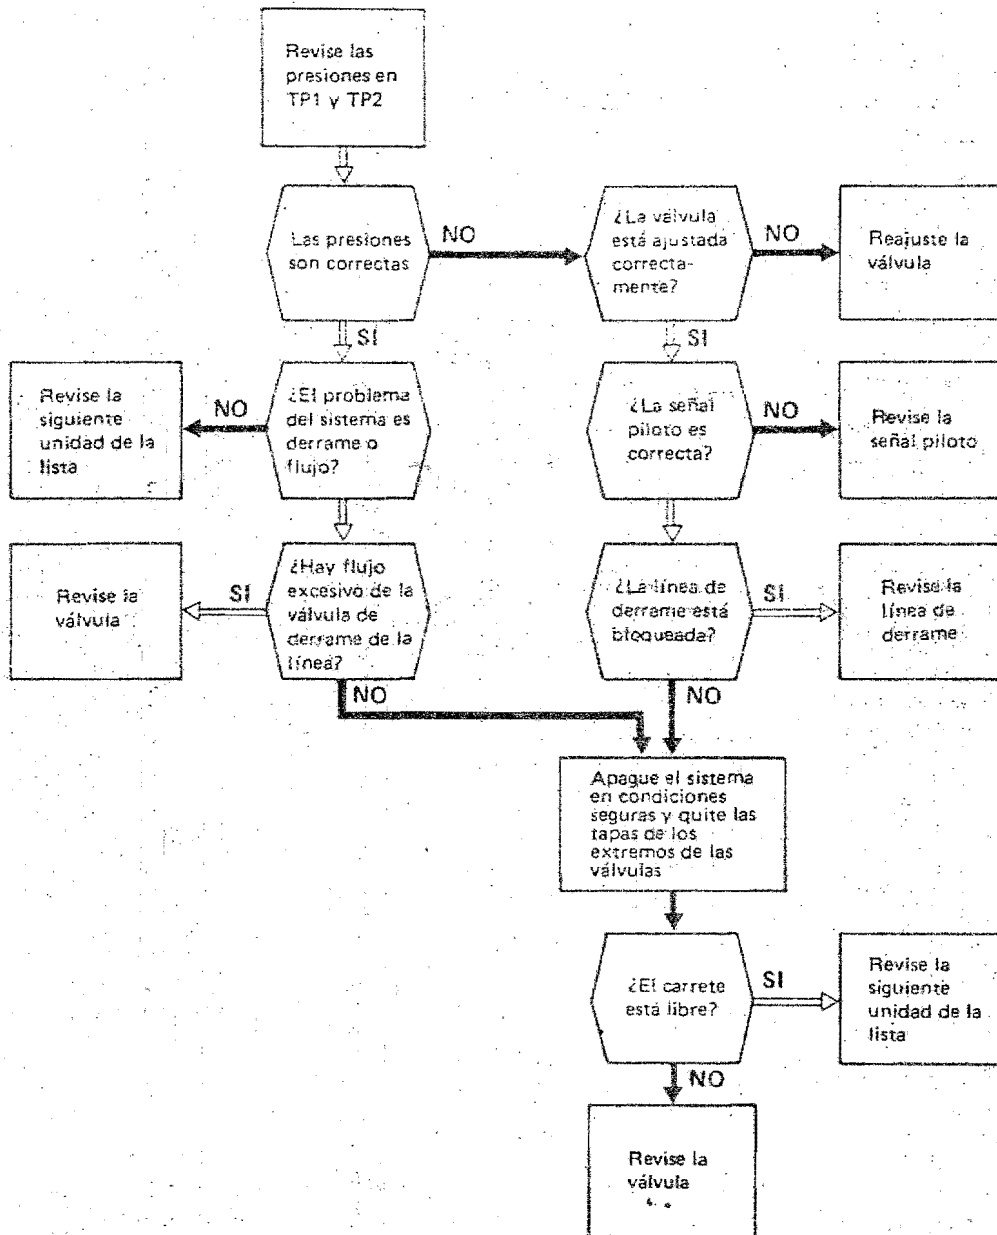 Revise las
presiones en
TP1 y TP2
Las presiones
son correctas
NO
¿La válvula
está ajustada
correcta-
mente?
NO
Reajuste la
válvula
SI
SI
Revise la
siguiente
unidad de la
lista
NO
¿El problema
del sistema es
derrame o
flujo?
¿La señal
piloto es
correcta?
NO
Revise la
señal piloto
Revise la
válvula
SI
¿Hay flujo
excesivo de la
válvula de
derrame de la
línea?
¿La línea de
derrame está
bloqueada?
SI
Revise la
línea de
derrame
NO
NO
Apague el sistema
en condiciones
seguras y quite las
tapas de los
extremos de las
válvulas
¿El carrete
está libre?
SI
Revise la
siguiente
unidad de la
lista
NO
Revise la
válvula